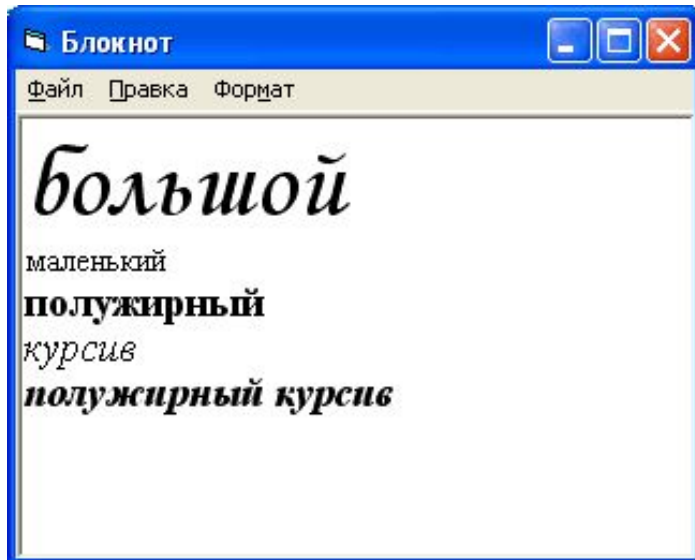 Блокнот
Файл Правка Формат
большой
маленький
полужирный
курсив
полужирный курсив